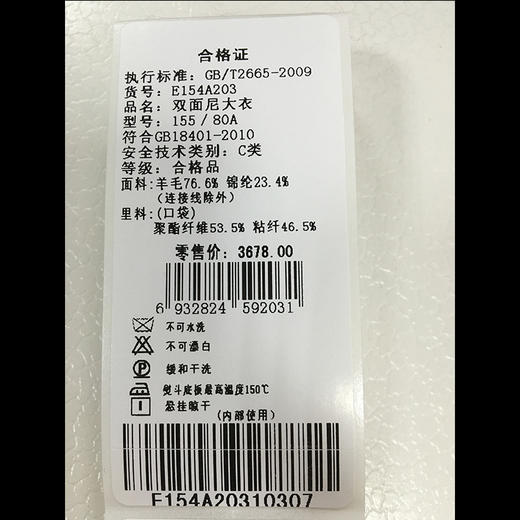 合格证
执行标准：GB/T2665-2009
货号：E154A203
品名：双面尼大衣
型号：155/80A
符合GB18401-2010
安全技术类别：C类
等级：合格品
面料:羊毛76.6% 锦纶23.4%
（连接线除外）
里料:(口袋)
聚酯纤维53.5% 粘纤46.5%
零售价：3678.00
6 932824 592031
不可水洗
不可漂白
缓和干洗
熨斗底板最高温度150℃
悬挂晾干
(内部使用)
E154A20310307